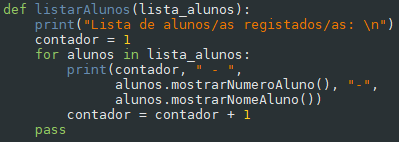 def listarAlunos(lista_alunos):
    print("Lista de alunos/as registados/as: \n")
    contador = 1
    for alunos in lista_alunos:
        print(contador, " - ",
              alunos.mostrarNumeroAluno(), "-",
              alunos.mostrarNomeAluno())
        contador = contador + 1
    pass